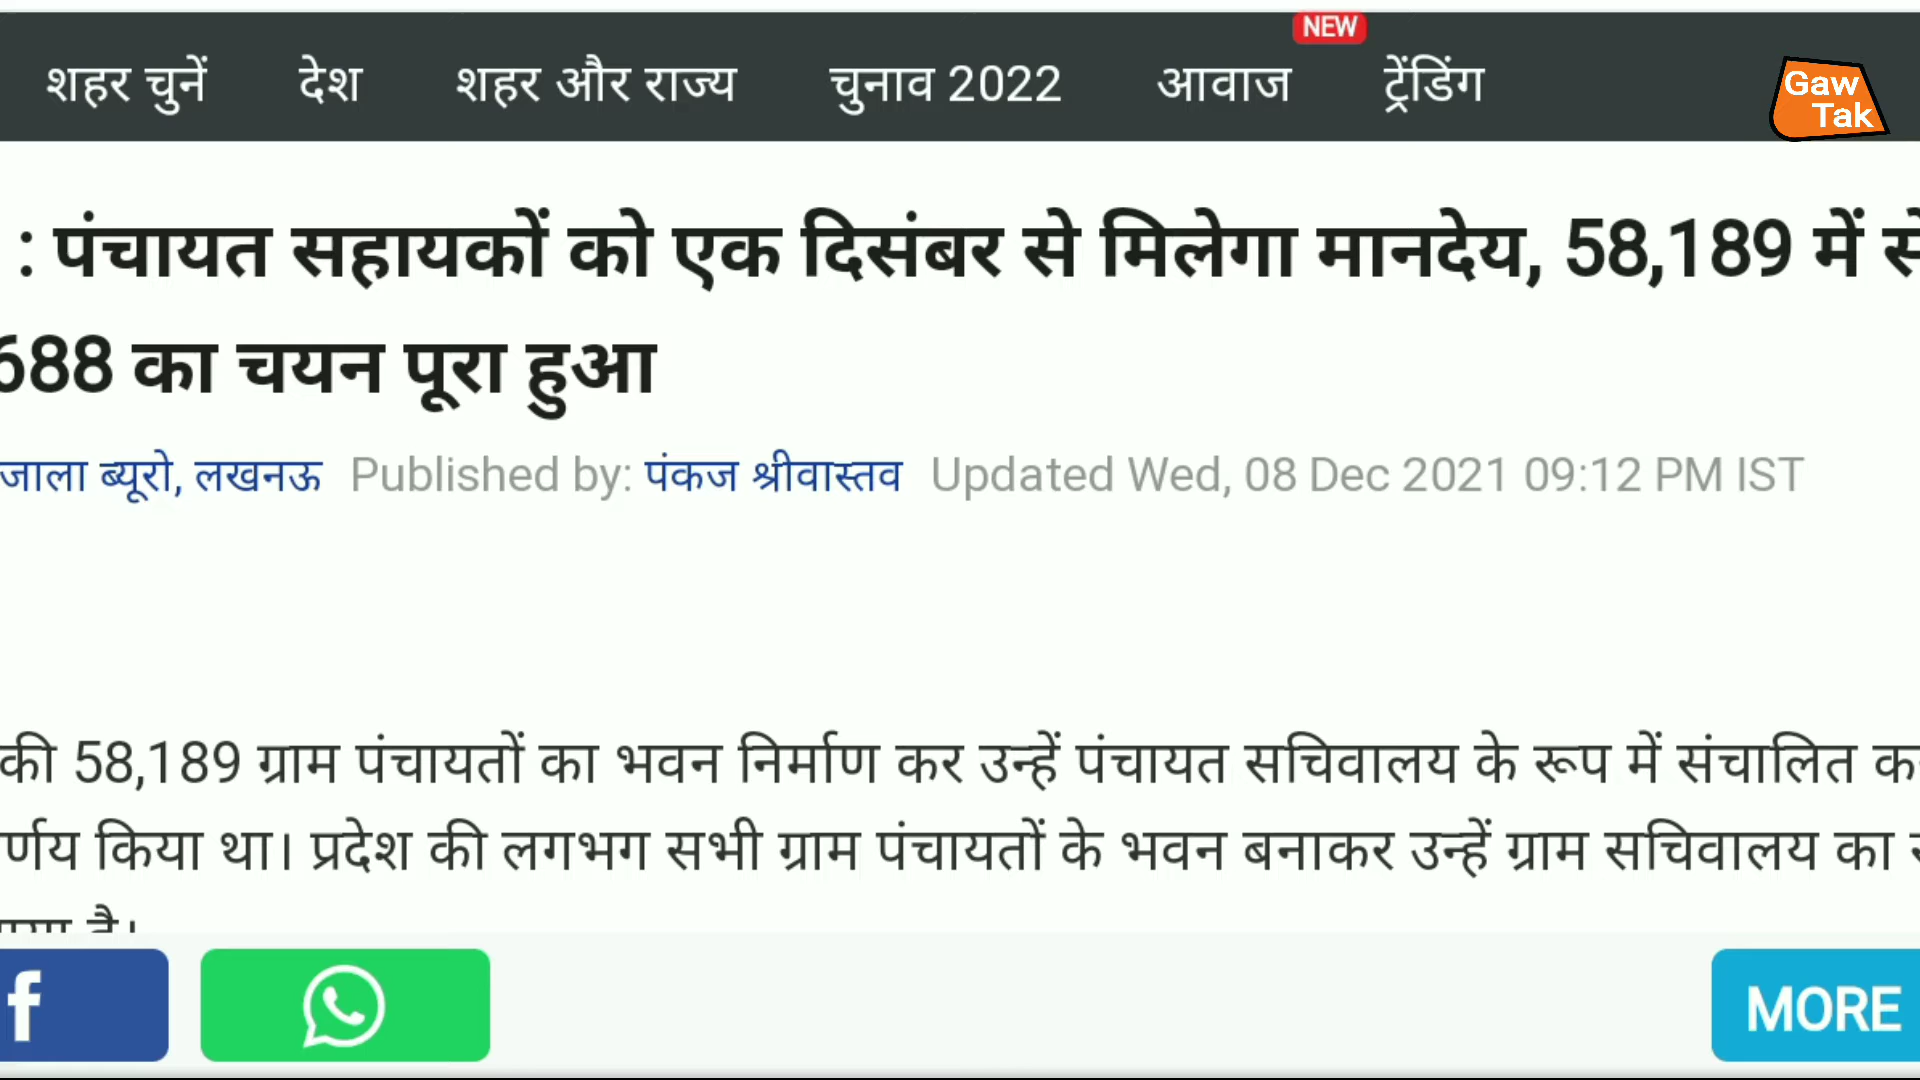 NEW
शहर चुनें देश शहर और राज्य चुनाव 2022 आवाज ट्रेंडिंग
Gaw
Tak
: पंचायत सहायकों को एक दिसंबर से मिलेगा मानदेय, 58,189 में से
688 का चयन पूरा हुआ
जाला ब्यूरो, लखनऊ Published by: पंकज श्रीवास्तव Updated Wed, 08 Dec 2021 09:12 PM IST
की 58,189 ग्राम पंचायतों का भवन निर्माण कर उन्हें पंचायत सचिवालय के रूप में संचालित
र्णय किया था। प्रदेश की लगभग सभी ग्राम पंचायतों के भवन बनाकर उन्हें ग्राम सचिवालय का
है।
f
MORE